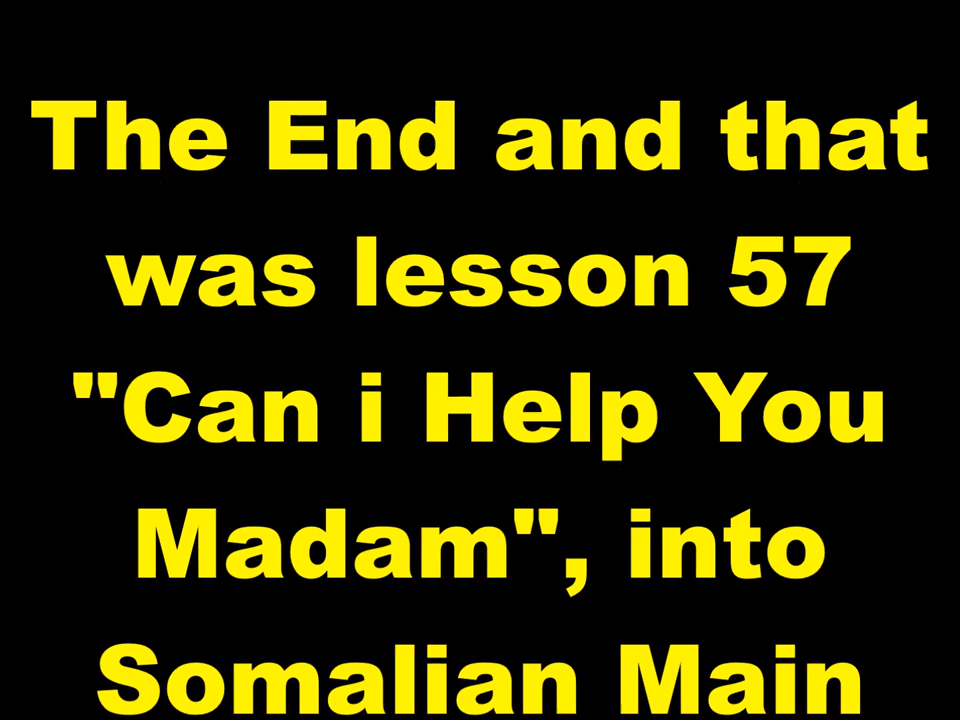 The End and that
was lesson 57
"Can i Help You
Madam", into
Somalian Main